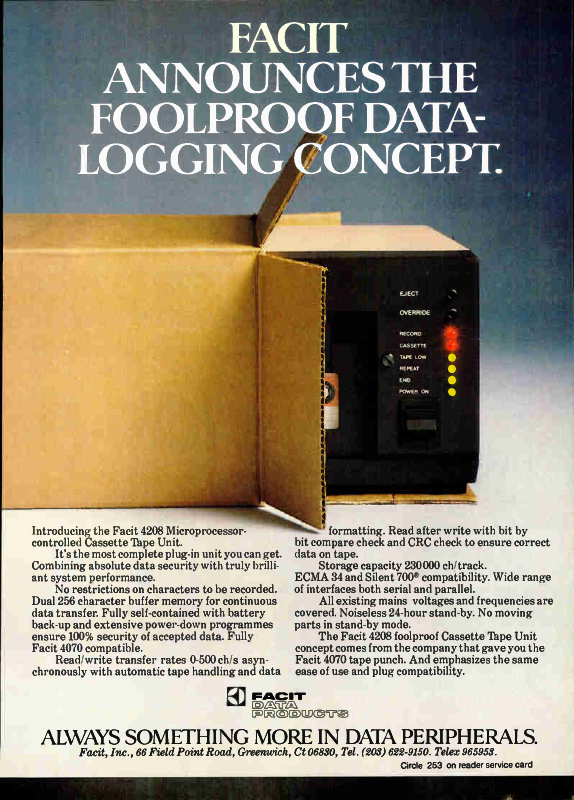 FACIT
ANNOUNCES THE
FOOLPROOF DATA-
LOGGING CONCEPT.
EJECT
OVERRIDE
RECORD
CASSETTE
TAPE LOW
REPEAT
END
POWER ON
Introducing the Facit 4208 Microprocessor-
controlled Cassette Tape Unit.
It's the most complete plug-in unit you can get.
Combining absolute data security with truly brilli-
ant system performance.
No restrictions on characters to be recorded.
Dual 256 character buffer memory for continuous
data transfer. Fully self-contained with battery
back-up and extensive power-down programmes
ensure 100% security of accepted data. Fully
Facit 4070 compatible.
Read/write transfer rates 0-500 ch/s asyn-
chronously with automatic tape handling and data
formatting. Read after write with bit by
bit compare check and CRC check to ensure correct
data on tape.
Storage capacity 230000 ch/track.
ECMA 34 and Silent 700® compatibility. Wide range
of interfaces both serial and parallel.
All existing mains voltages and frequencies are
covered. Noiseless 24-hour stand-by. No moving
parts in stand-by mode.
The Facit 4208 foolproof Cassette Tape Unit
concept comes from the company that gave you the
Facit 4070 tape punch. And emphasizes the same
ease of use and plug compatibility.
FACIT
DATA
PRODUCTS
ALWAYS SOMETHING MORE IN DATA PERIPHERALS.
Facit, Inc., 66 Field Point Road, Greenwich, Ct 06830, Tel. (203) 622-9150. Telex 965953.
Circle 253 on reader service card